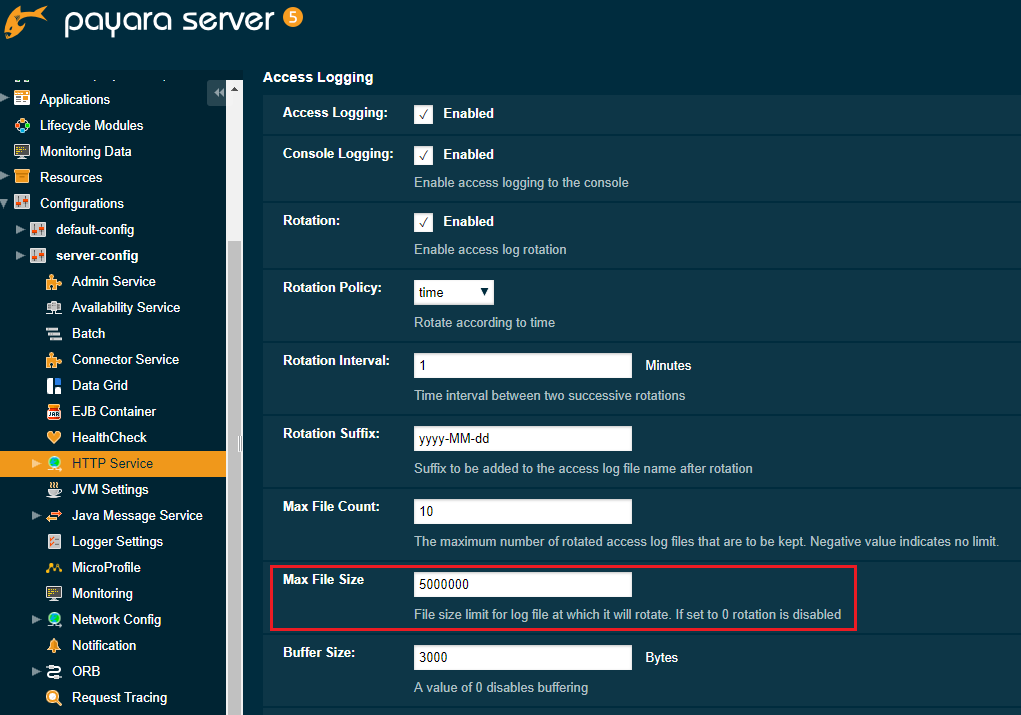 payara server 5
Applications
Lifecycle Modules
Monitoring Data
Resources
Configurations
default-config
server-config
Admin Service
Availability Service
Batch
Connector Service
Data Grid
EJB Container
HealthCheck
HTTP Service
JVM Settings
Java Message Service
Logger Settings
MicroProfile
Monitoring
Network Config
Notification
ORB
Request Tracing
Access Logging
Access Logging: Enabled
Console Logging: Enabled
Enable access logging to the console
Rotation: Enabled
Enable access log rotation
Rotation Policy: time
Rotate according to time
Rotation Interval: 1 Minutes
Time interval between two successive rotations
Rotation Suffix: yyyy-MM-dd
Suffix to be added to the access log file name after rotation
Max File Count: 10
The maximum number of rotated access log files that are to be kept. Negative value indicates no limit.
Max File Size 5000000
File size limit for log file at which it will rotate. If set to 0 rotation is disabled
Buffer Size: 3000 Bytes
A value of 0 disables buffering